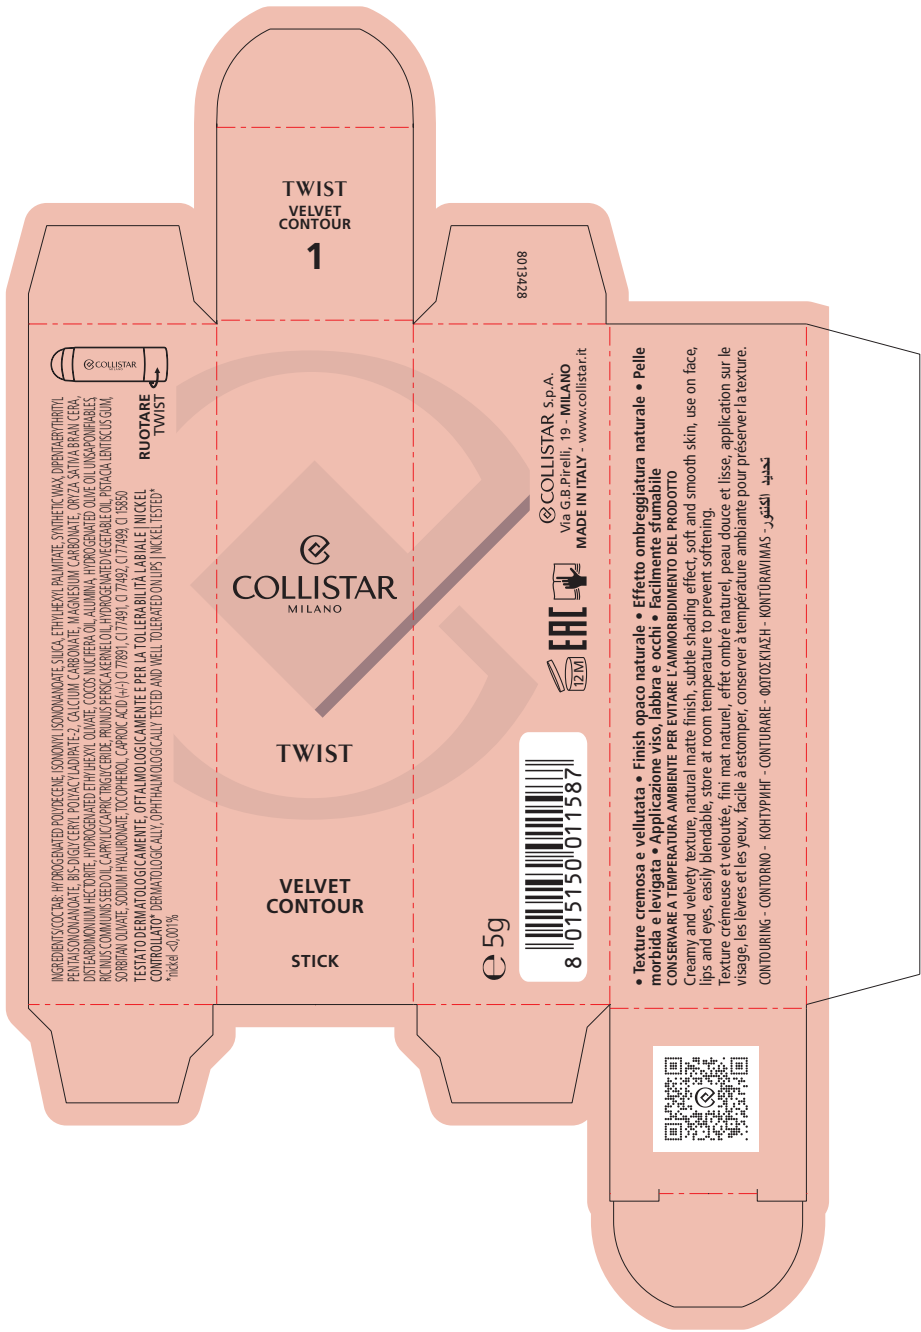 TWIST
VELVET
CONTOUR
1
8013428
COLLISTAR
MILANO
RUOTARE
TWIST
INGREDIENTS/COCTAB: HYDROGENATED POLYDECENE, ISONONYL ISONONANOATE, SILICA, ETHYLHEXYL PALMITATE, SYNTHETIC WAX, DIPENTAERYTHRITYL
PENTAISONONANOATE, BIS-DIGLYCERYL POLYACYLADIPATE-2, CALCIUM CARBONATE, MAGNESIUM CARBONATE, ORYZA SATIVA BRAN CERA,
DISTEARDIMONIUM HECTORITE, HYDROGENATED ETHYLHEXYL OLIVATE, COCOS NUCIFERA OIL, ALUMINA, HYDROGENATED OLIVE OIL UNSAPONIFIABLES,
RICINUS COMMUNIS SEED OIL, CAPRYLIC/CAPRIC TRIGLYCERIDE, PRUNUS PERSICA KERNEL OIL, HYDROGENATED VEGETABLE OIL, PISTACIA LENTISCUS GUM,
SORBITAN OLIVATE, SODIUM HYALURONATE, TOCOPHEROL, CAPROIC ACID (+/-) CI 77891, CI 77491, CI 77492, CI 77499, CI 15850
TESTATO DERMATOLOGICAMENTE, OFTALMOLOGICAMENTE E PER LA TOLLERABILITÀ LABIALE | NICKEL
CONTROLLATO* DERMATOLOGICALLY, OPHTHALMOLOGICALLY TESTED AND WELL TOLERATED ON LIPS | NICKEL TESTED*
*nickel <0,001%
COLLISTAR
MILANO
TWIST
VELVET
CONTOUR
STICK
COLLISTAR S.p.A.
Via G.B.Pirelli, 19 - MILANO
MADE IN ITALY - www.collistar.it
12 M
EAC
℮ 5g
8 015150 011587
• Texture cremosa e vellutata • Finish opaco naturale • Effetto ombreggiatura naturale • Pelle
morbida e levigata • Applicazione viso, labbra e occhi • Facilmente sfumabile
CONSERVARE A TEMPERATURA AMBIENTE PER EVITARE L'AMMORBIDIMENTO DEL PRODOTTO
Creamy and velvety texture, natural matte finish, subtle shading effect, soft and smooth skin, use on face,
lips and eyes, easily blendable, store at room temperature to prevent softening.
Texture crémeuse et veloutée, fini mat naturel, effet ombré naturel, peau douce et lisse, application sur le
visage, les lèvres et les yeux, facile à estomper, conserver à température ambiante pour préserver la texture.
CONTOURING - CONTORNO - КОНТУРИНГ - CONTURARE - ΦΩΤΟΣΚΙΑΣΗ - KONTŪRAVIMAS - تحديد الكنتور